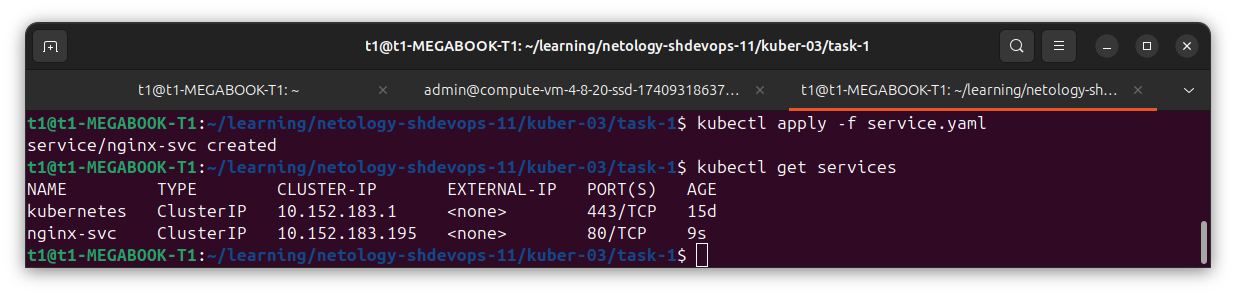 t1@t1-MEGABOOK-T1: ~/learning/netology-shdevops-11/kuber-03/task-1
t1@t1-MEGABOOK-T1: ~
admin@compute-vm-4-8-20-ssd-17409318637...
t1@t1-MEGABOOK-T1: ~/learning/netology-sh...
t1@t1-MEGABOOK-T1:~/learning/netology-shdevops-11/kuber-03/task-1$ kubectl apply -f service.yaml
service/nginx-svc created
t1@t1-MEGABOOK-T1:~/learning/netology-shdevops-11/kuber-03/task-1$ kubectl get services
NAME         TYPE        CLUSTER-IP       EXTERNAL-IP   PORT(S)   AGE
kubernetes   ClusterIP   10.152.183.1     <none>        443/TCP   15d
nginx-svc    ClusterIP   10.152.183.195   <none>        80/TCP    9s
t1@t1-MEGABOOK-T1:~/learning/netology-shdevops-11/kuber-03/task-1$